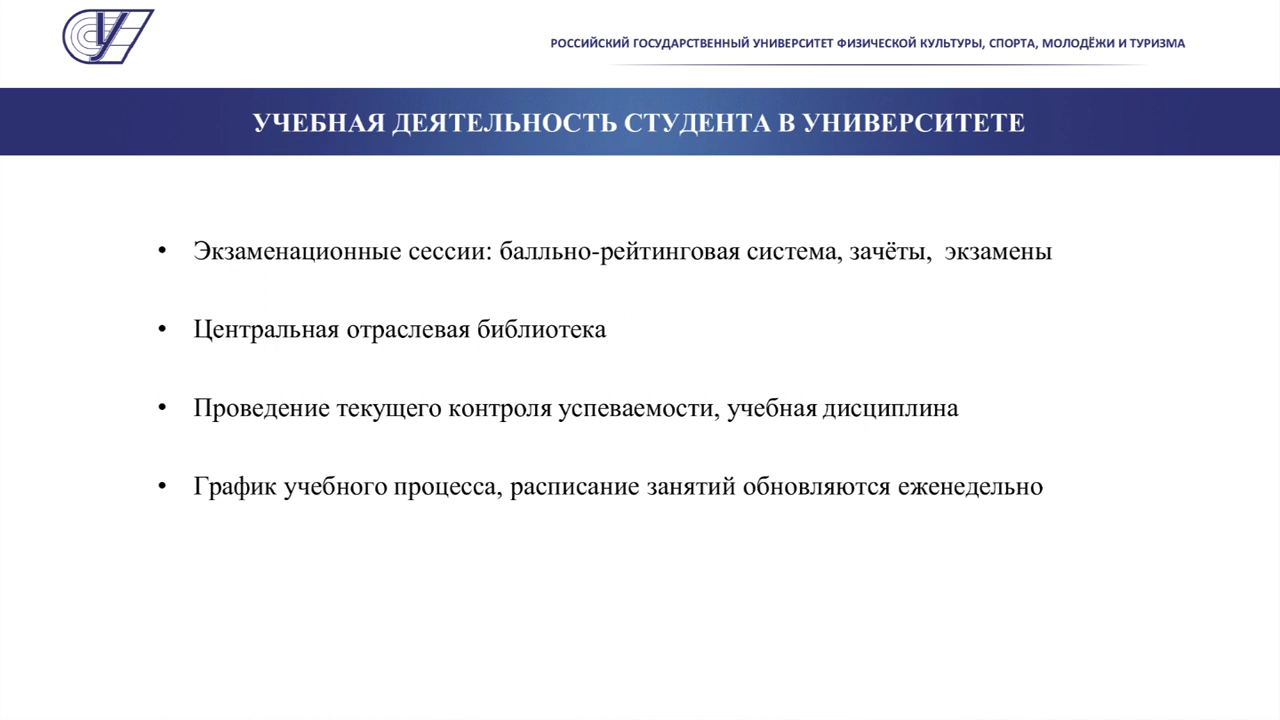 РОССИЙСКИЙ ГОСУДАРСТВЕННЫЙ УНИВЕРСИТЕТ ФИЗИЧЕСКОЙ КУЛЬТУРЫ, СПОРТА, МОЛОДЁЖИ И ТУРИЗМА
УЧЕБНАЯ ДЕЯТЕЛЬНОСТЬ СТУДЕНТА В УНИВЕРСИТЕТЕ
• Экзаменационные сессии: балльно-рейтинговая система, зачёты, экзамены
• Центральная отраслевая библиотека
• Проведение текущего контроля успеваемости, учебная дисциплина
• График учебного процесса, расписание занятий обновляются еженедельно